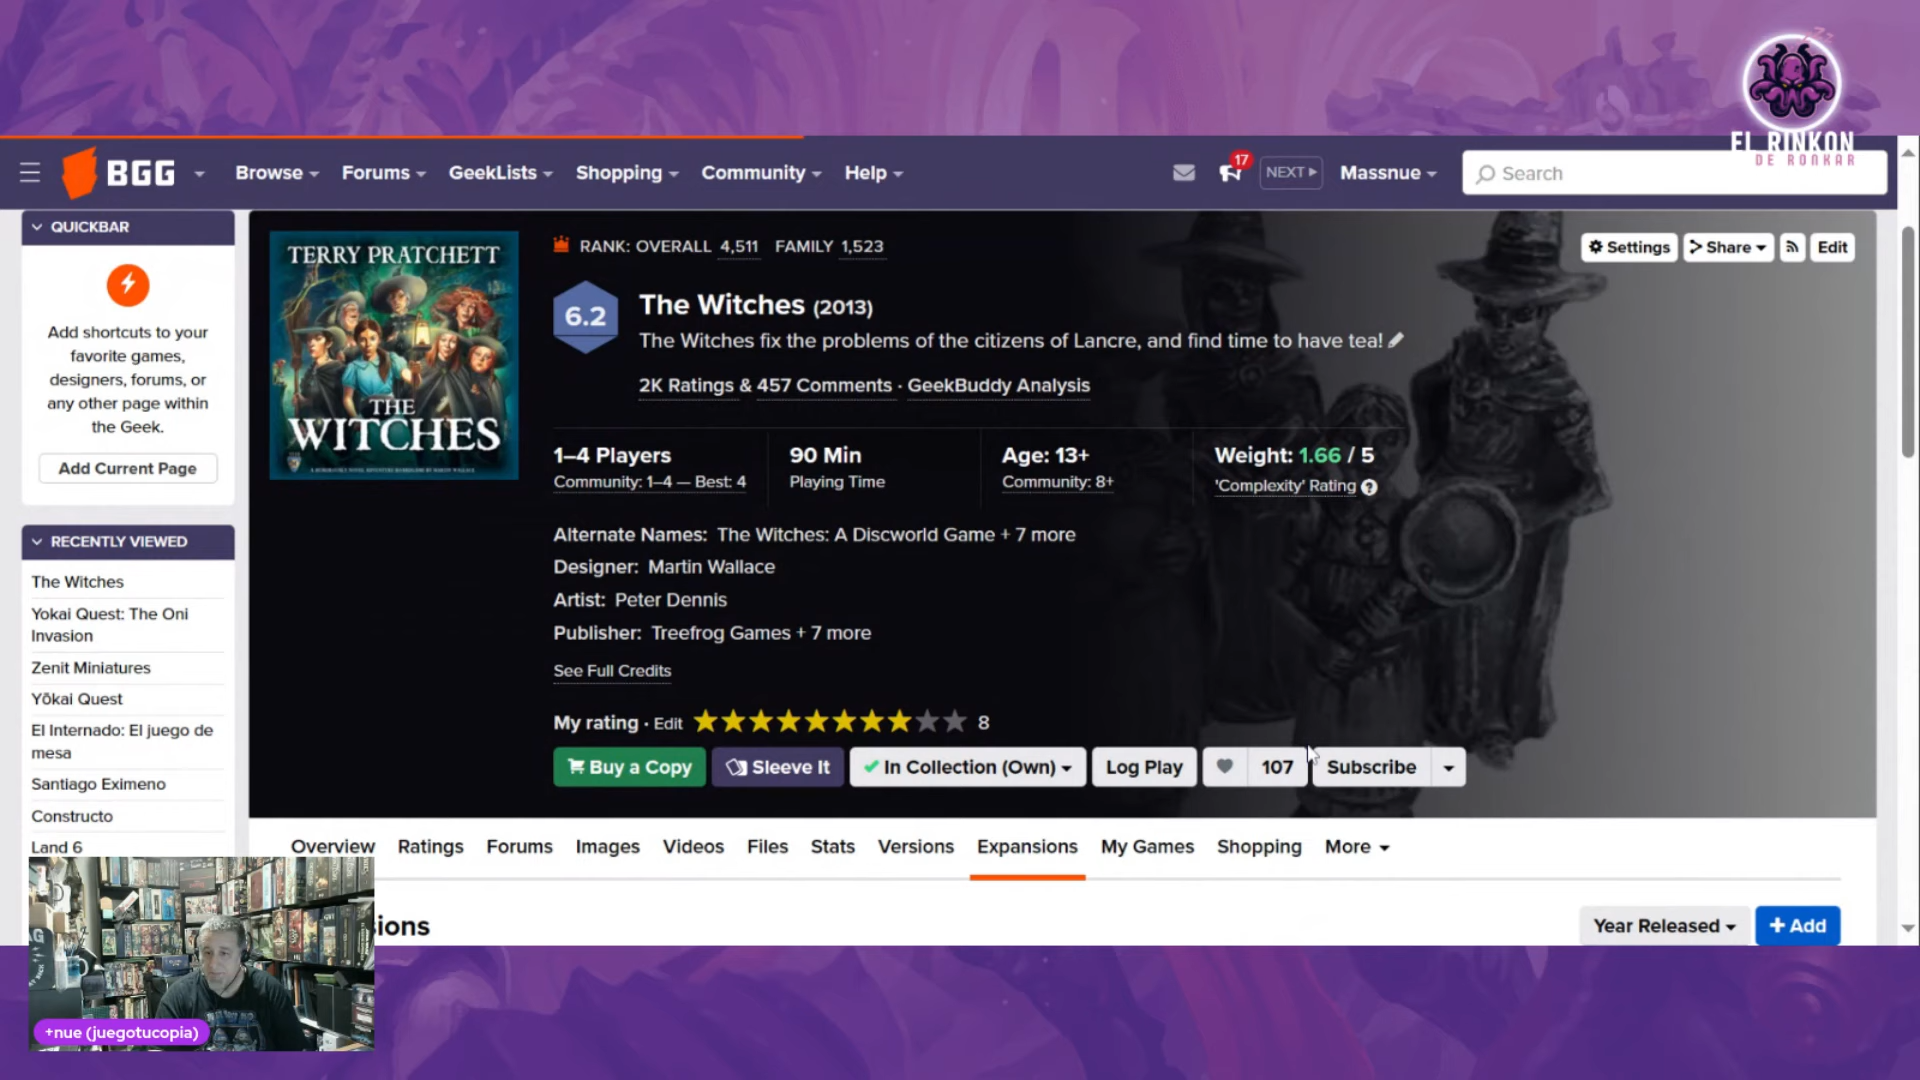 EL RINKON
DE RONKAR
BGG
Browse
Forums
GeekLists
Shopping
Community
Help
17
NEXT
Massnue
Search
QUICKBAR
Add shortcuts to your
favorite games,
designers, forums, or
any other page within
the Geek.
Add Current Page
RECENTLY VIEWED
The Witches
Yokai Quest: The Oni
Invasion
Zenit Miniatures
Yōkai Quest
El Internado: El juego de
mesa
Santiago Eximeno
Constructo
Land 6
TERRY PRATCHETT
THE
WITCHES
RANK: OVERALL 4,511 FAMILY 1,523
Settings
Share
Edit
6.2
The Witches (2013)
The Witches fix the problems of the citizens of Lancre, and find time to have tea!
2K Ratings & 457 Comments · GeekBuddy Analysis
1–4 Players
Community: 1–4 — Best: 4
90 Min
Playing Time
Age: 13+
Community: 8+
Weight: 1.66 / 5
'Complexity' Rating ?
Alternate Names: The Witches: A Discworld Game + 7 more
Designer: Martin Wallace
Artist: Peter Dennis
Publisher: Treefrog Games + 7 more
See Full Credits
My rating · Edit 8
Buy a Copy
Sleeve It
In Collection (Own)
Log Play
107
Subscribe
Overview
Ratings
Forums
Images
Videos
Files
Stats
Versions
Expansions
My Games
Shopping
More
sions
Year Released
+ Add
+nue (juegotucopia)